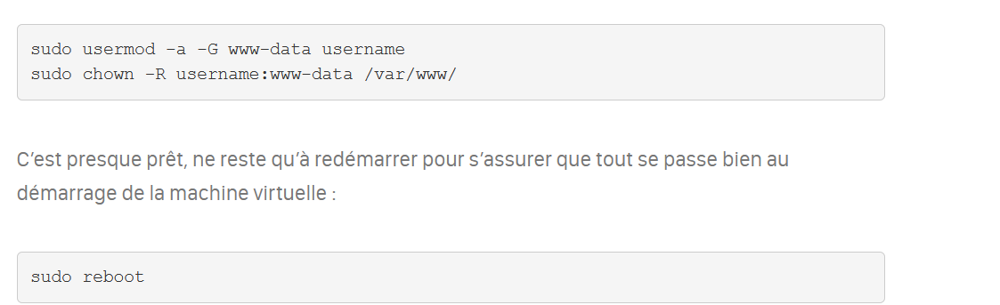 sudo usermod -a -G www-data username
sudo chown -R username:www-data /var/www/
C’est presque prêt, ne reste qu’à redémarrer pour s’assurer que tout se passe bien au
démarrage de la machine virtuelle :
sudo reboot